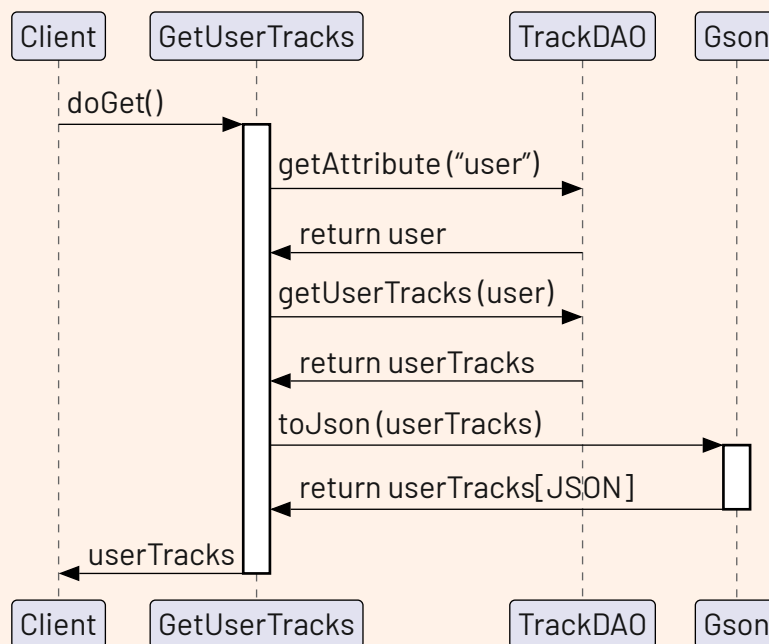 Client GetUserTracks TrackDAO Gson
doGet()
getAttribute (“user”)
return user
getUserTracks (user)
return userTracks
toJson (userTracks)
return userTracks[JSON]
userTracks
Client GetUserTracks TrackDAO Gson